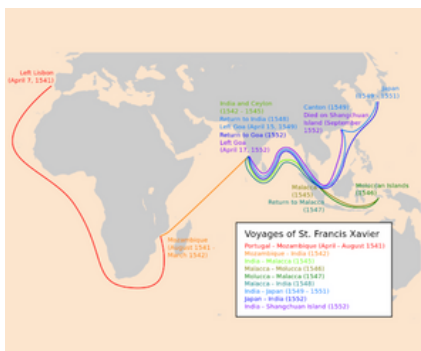 Left Lisbon
(April 7, 1541)
India and Ceylon
(1542 - 1545)
Return to India (1548)
Left Goa (April 15, 1549)
Return to Goa (1552)
Left Goa
(April 17, 1552)
Canton (1549)
Died on Shangchuan
Island (September
1552)
Japan
(1549 - 1551)
Malacca
(1545)
Return to Malacca
(1547)
Moluccan Islands
(1546)
Mozambique
(August 1541 -
March 1542)
Voyages of St. Francis Xavier
Portugal - Mozambique (April - August 1541)
Mozambique - India (1542)
India - Malacca (1545)
Malacca - Molucca (1546)
Molucca - Malacca (1547)
Malacca - India (1548)
India - Japan (1549 - 1551)
Japan - India (1552)
India - Shangchuan Island (1552)